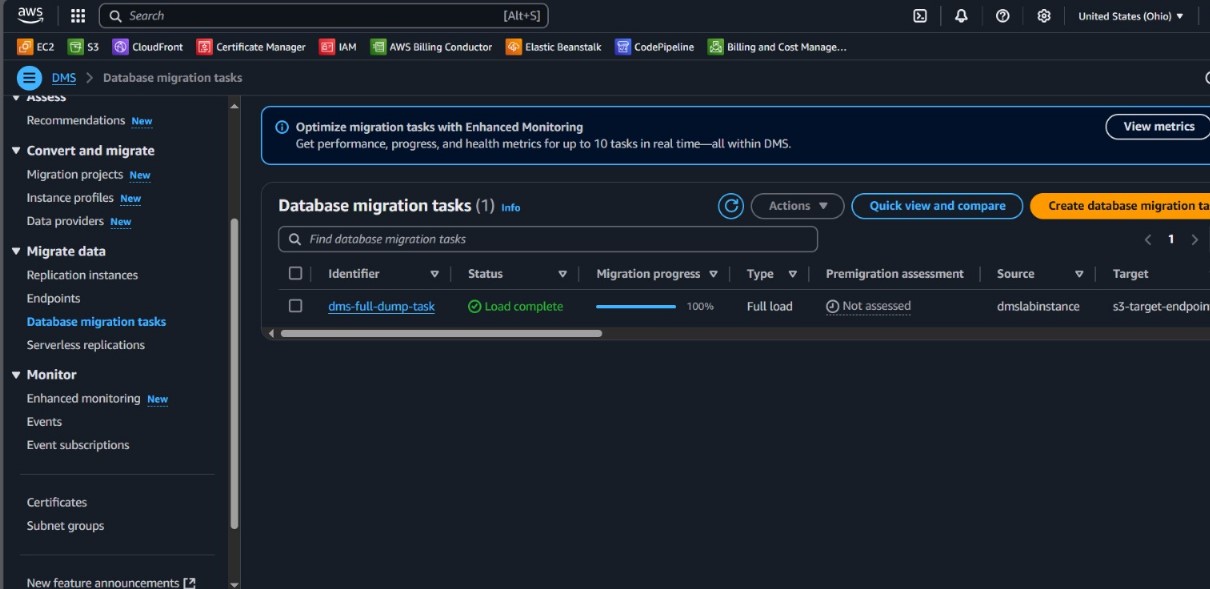 aws Search [Alt+S] United States (Ohio)
EC2 S3 CloudFront Certificate Manager IAM AWS Billing Conductor Elastic Beanstalk CodePipeline Billing and Cost Manage...
DMS > Database migration tasks
Assess
Recommendations New
Convert and migrate
Migration projects New
Instance profiles New
Data providers New
Migrate data
Replication instances
Endpoints
Database migration tasks
Serverless replications
Monitor
Enhanced monitoring New
Events
Event subscriptions
Certificates
Subnet groups
New feature announcements
Optimize migration tasks with Enhanced Monitoring
Get performance, progress, and health metrics for up to 10 tasks in real time—all within DMS.
View metrics
Database migration tasks (1) Info Actions Quick view and compare Create database migration ta
Find database migration tasks 1
Identifier Status Migration progress Type Premigration assessment Source Target
dms-full-dump-task Load complete 100% Full load Not assessed dmslabinstance s3-target-endpoin